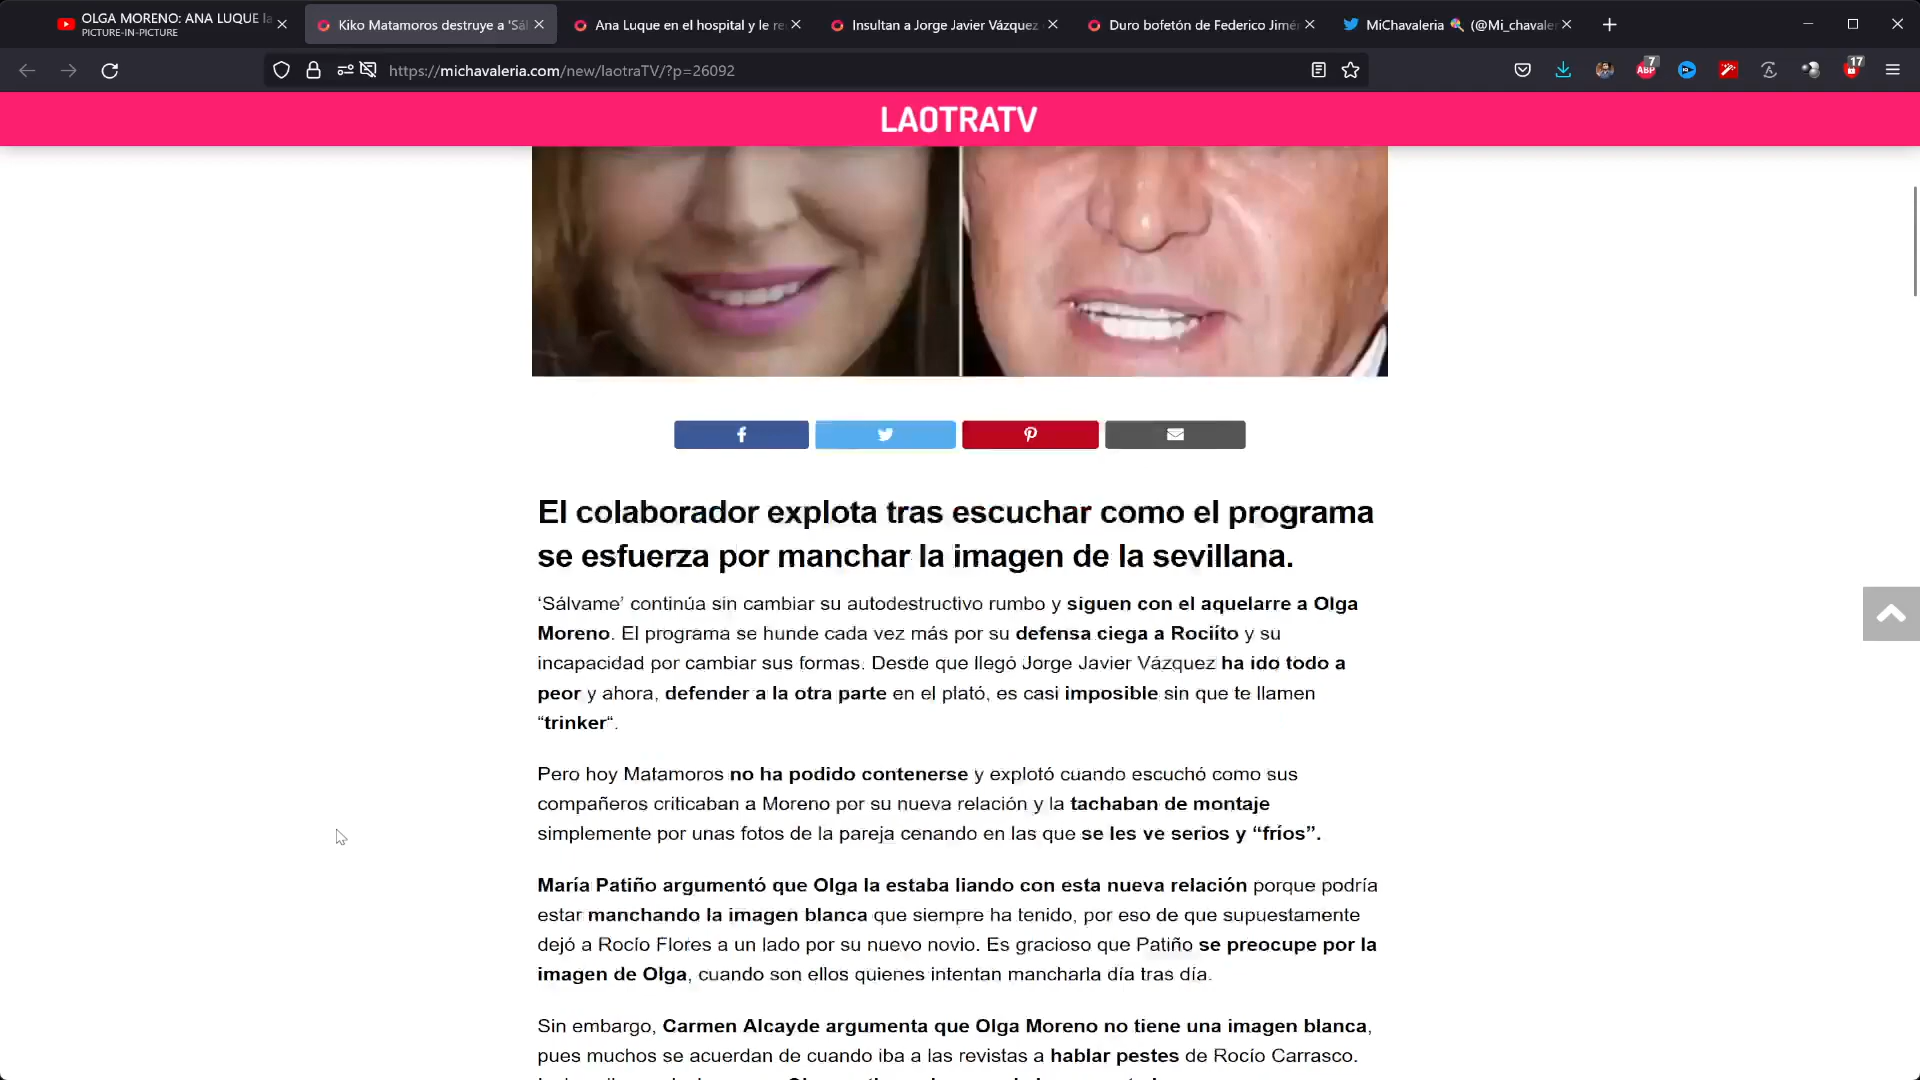 OLGA MORENO: ANA LUQUE la
PICTURE-IN-PICTURE
Kiko Matamoros destruye a 'Sál
Ana Luque en el hospital y le re
Insultan a Jorge Javier Vázquez
Duro bofetón de Federico Jimé
MiChavaleria (@Mi_chavaler
https://michavaleria.com/new/laotraTV/?p=26092
ABP
7
17
LAOTRATV
El colaborador explota tras escuchar como el programa
se esfuerza por manchar la imagen de la sevillana.
‘Sálvame’ continúa sin cambiar su autodestructivo rumbo y siguen con el aquelarre a Olga
Moreno. El programa se hunde cada vez más por su defensa ciega a Rociíto y su
incapacidad por cambiar sus formas. Desde que llegó Jorge Javier Vázquez ha ido todo a
peor y ahora, defender a la otra parte en el plató, es casi imposible sin que te llamen
“trinker“.
Pero hoy Matamoros no ha podido contenerse y explotó cuando escuchó como sus
compañeros criticaban a Moreno por su nueva relación y la tachaban de montaje
simplemente por unas fotos de la pareja cenando en las que se les ve serios y “fríos”.
María Patiño argumentó que Olga la estaba liando con esta nueva relación porque podría
estar manchando la imagen blanca que siempre ha tenido, por eso de que supuestamente
dejó a Rocío Flores a un lado por su nuevo novio. Es gracioso que Patiño se preocupe por la
imagen de Olga, cuando son ellos quienes intentan mancharla día tras día.
Sin embargo, Carmen Alcayde argumenta que Olga Moreno no tiene una imagen blanca,
pues muchos se acuerdan de cuando iba a las revistas a hablar pestes de Rocío Carrasco.